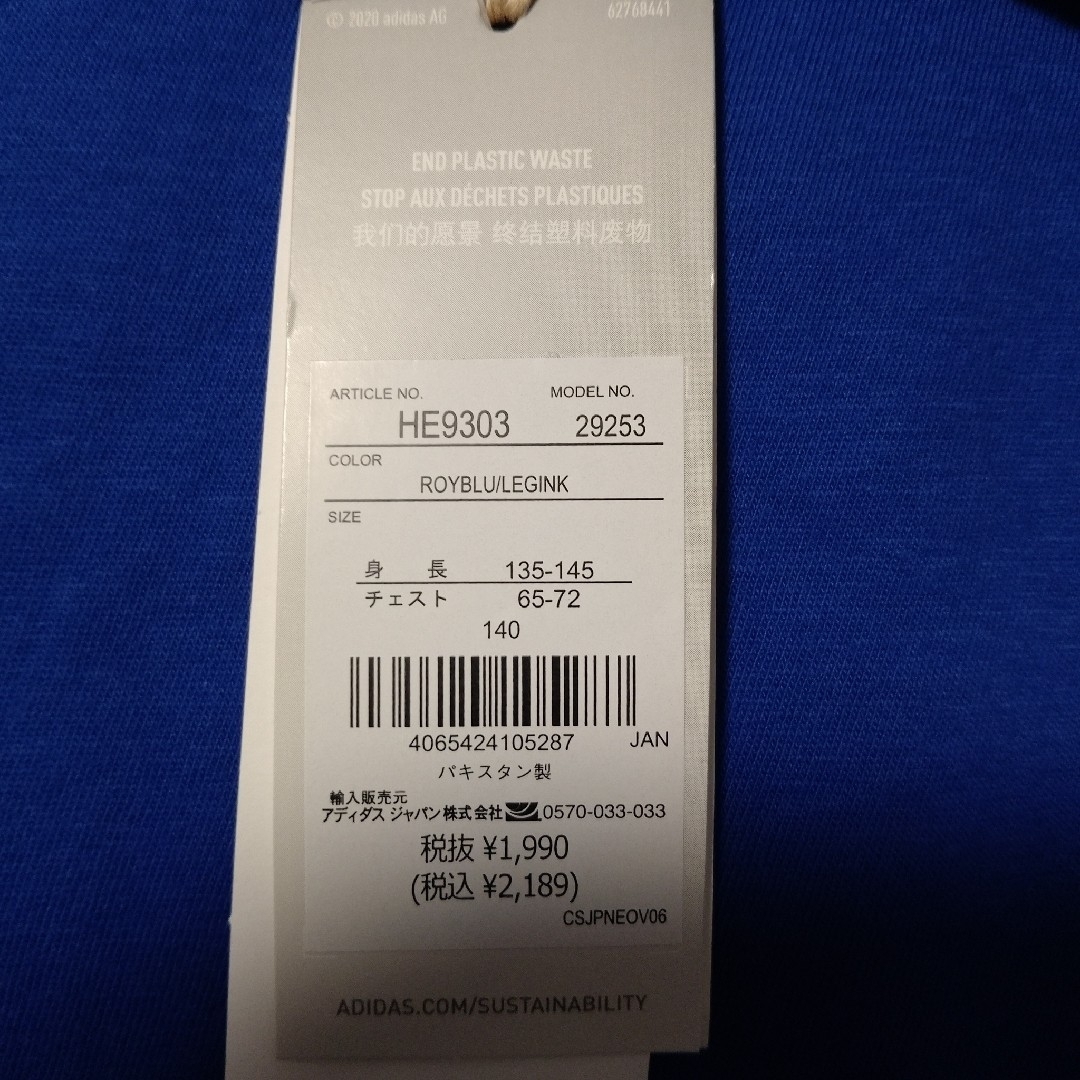 © 2020 adidas AG 62768441
END PLASTIC WASTE
STOP AUX DÉCHETS PLASTIQUES
我们的愿景 终结塑料废物
ARTICLE NO. MODEL NO.
HE9303 29253
COLOR
ROYBLU/LEGINK
SIZE
身 長 135-145
チェスト 65-72
140
4065424105287 JAN
パキスタン製
輸入販売元
アディダス ジャパン株式会社 0570-033-033
税抜 ¥1,990
(税込 ¥2,189)
CSJPNEOV06
ADIDAS.COM/SUSTAINABILITY